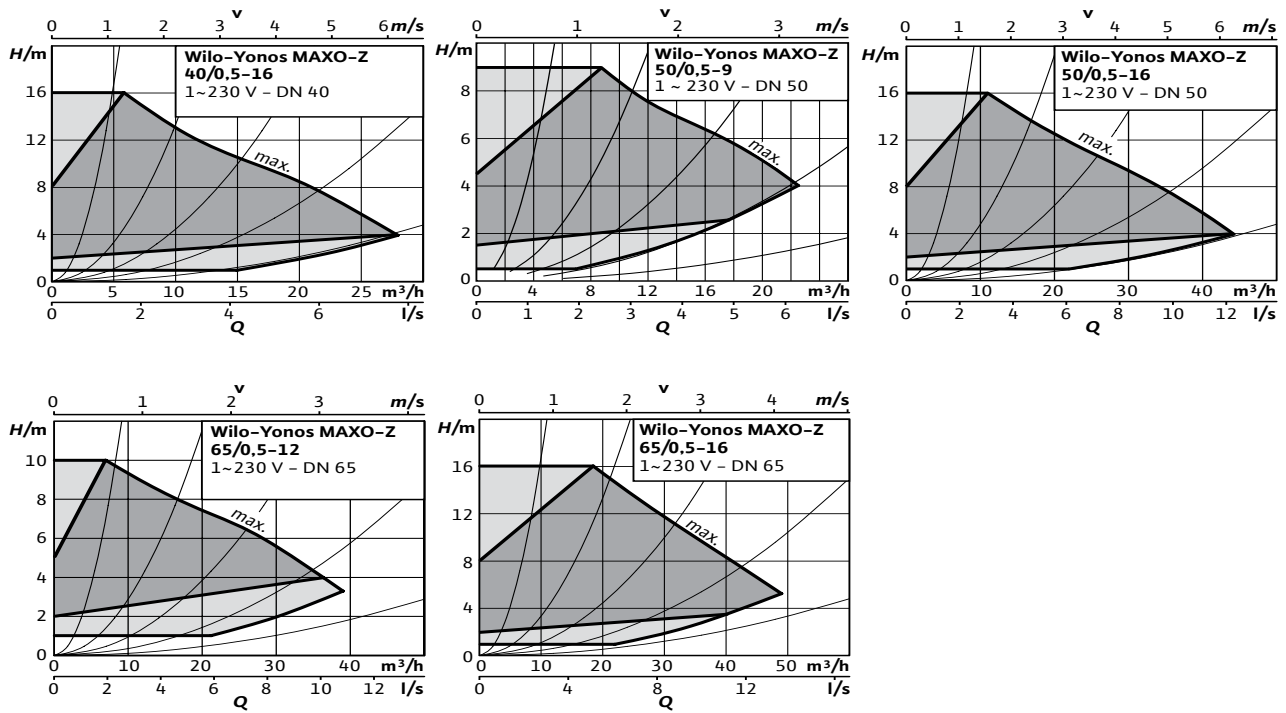 v
0 1 2 3 4 5 6 m/s
H/m
Wilo-Yonos MAXO-Z
40/0,5-16
1~230 V - DN 40
16
12
max.
8
4
0
0 5 10 15 20 25 m³/h
0 2 4 6 l/s
Q
v
0 1 2 3 m/s
H/m
Wilo-Yonos MAXO-Z
50/0,5-9
1 ~ 230 V - DN 50
8
6
max.
4
2
0
0 4 8 12 16 20 m³/h
0 1 2 3 4 5 6 l/s
Q
v
0 1 2 3 4 5 6 m/s
H/m
Wilo-Yonos MAXO-Z
50/0,5-16
1~230 V - DN 50
16
12
max.
8
4
0
0 10 20 30 40 m³/h
0 2 4 6 8 10 12 l/s
Q
v
0 1 2 3 4 m/s
H/m
Wilo-Yonos MAXO-Z
65/0,5-12
1~230 V - DN 65
10
8
max.
6
4
2
0
0 10 20 30 40 m³/h
0 2 4 6 8 10 12 l/s
Q
v
0 1 2 3 4 m/s
H/m
Wilo-Yonos MAXO-Z
65/0,5-16
1~230 V - DN 65
16
12
max.
8
4
0
0 10 20 30 40 50 m³/h
0 4 8 12 l/s
Q